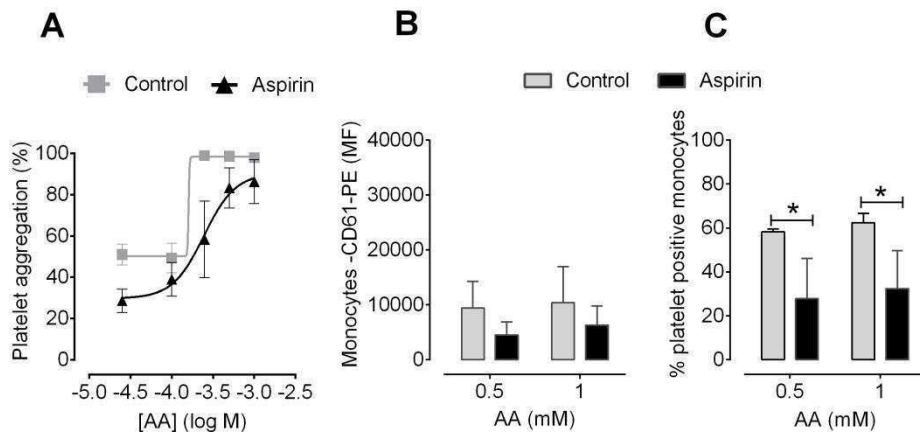 A
B
C
Control
Aspirin
Control
Aspirin
Platelet aggregation (%)
100
80
60
40
20
0
-5.0 -4.5 -4.0 -3.5 -3.0 -2.5
[AA] (log M)
Monocytes -CD61-PE (MF)
40000
30000
20000
10000
0
0.5 1
AA (mM)
% platelet positive monocytes
100
80
60
40
20
0
* *
0.5 1
AA (mM)